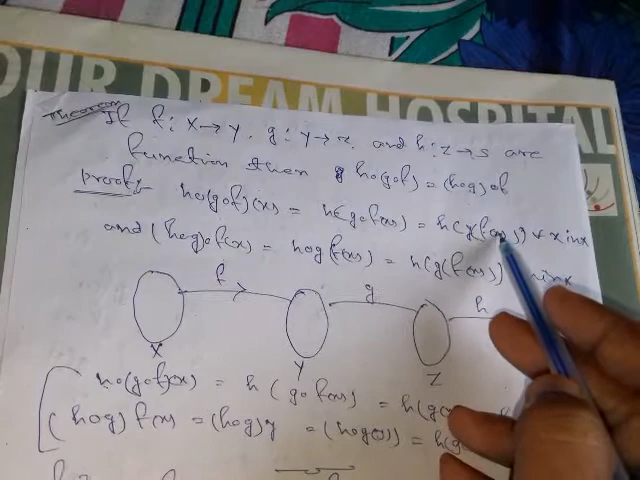 OUR DREAM HOSPITAL
Theorem If f: X→Y, g: Y→z, and h: Z→S are
function then ho(gof) = (hog)of
proof:- ho(gof)(x) = h(gof(x)) = h(g(f(x))) ∀ x in x
and (hog)of(x) = hog f(x) = h(g(f(x))) in x
f
g
h
X
Y
Z
ho(gof)(x) = h(gof(x)) = h(g(
(hog)f(x) = (hog)y = (hog(x)) = h(g